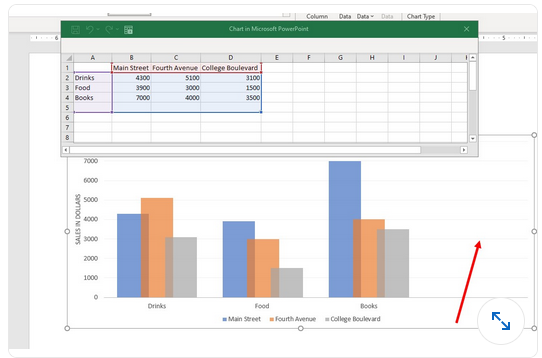 Column Data Data Data Chart Type
Chart in Microsoft PowerPoint
5
A B C D E F G H I J
1 Main Street Fourth Avenue College Boulevard
2 Drinks 4300 5100 3100
3 Food 3900 3000 1500
4 Books 7000 4000 3500
5
6
7
8
7000
6000
5000
4000
3000
2000
1000
0
SALES IN DOLLARS
Drinks Food Books
Main Street Fourth Avenue College Boulevard